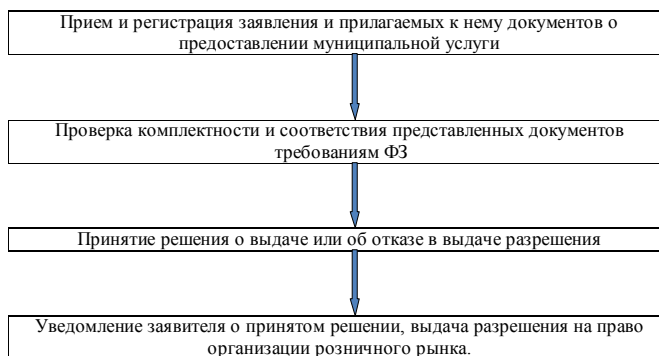 Прием и регистрация заявления и прилагаемых к нему документов о
предоставлении муниципальной услуги
Проверка комплектности и соответствия представленных документов
требованиям ФЗ
Принятие решения о выдаче или об отказе в выдаче разрешения
Уведомление заявителя о принятом решении, выдача разрешения на право
организации розничного рынка.